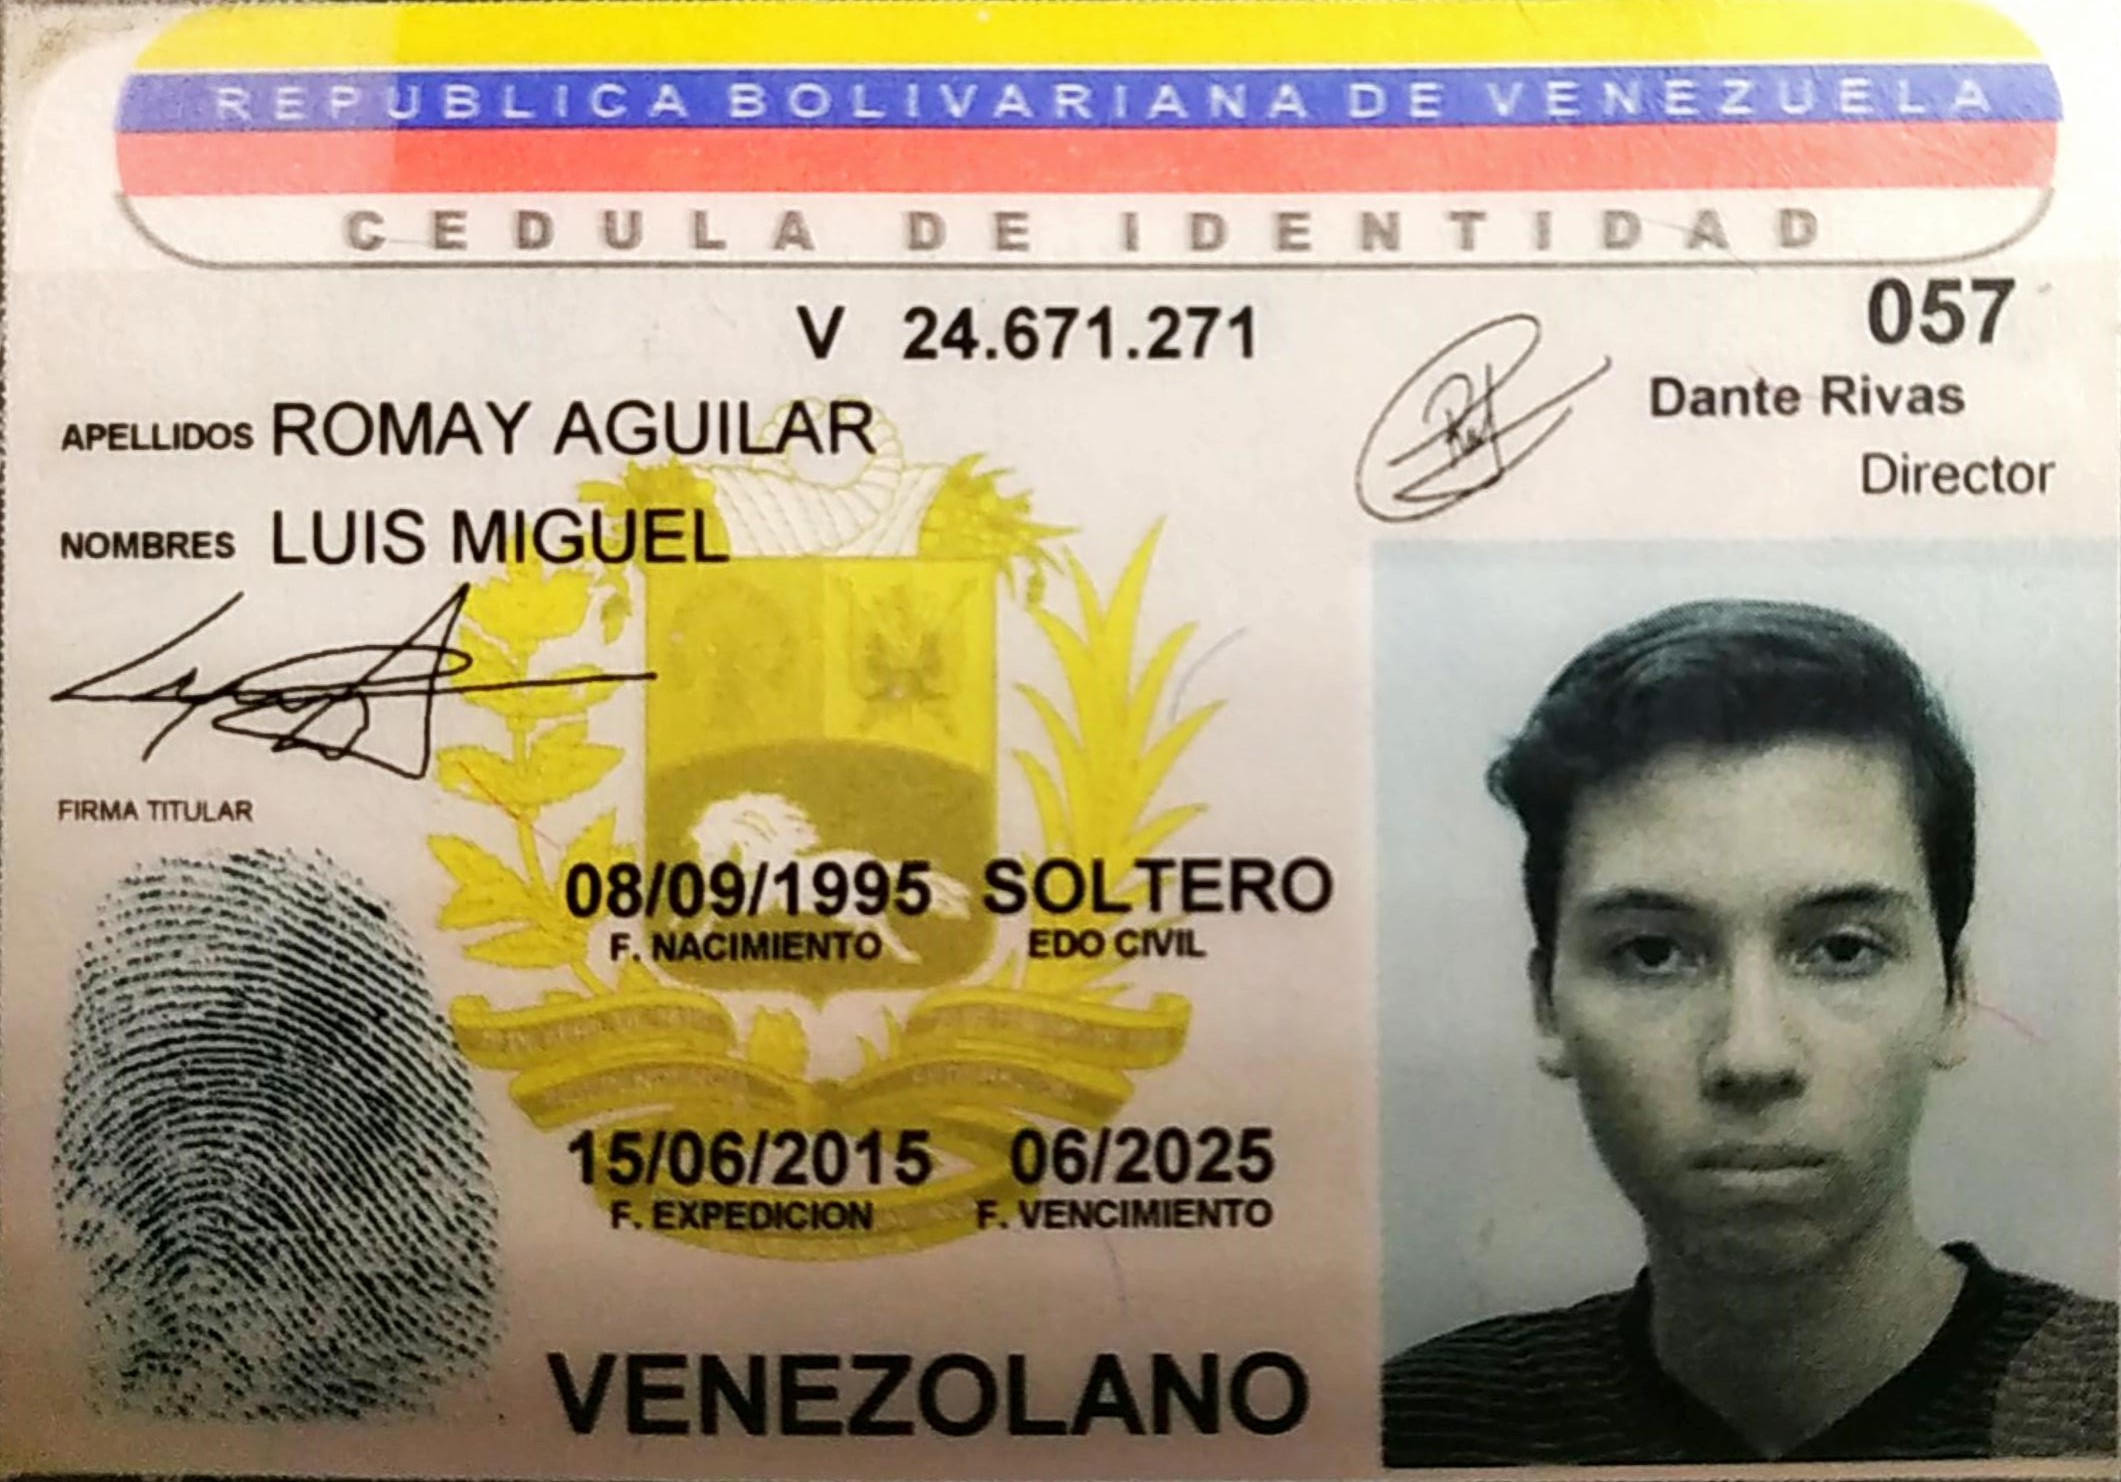 REPUBLICA BOLIVARIANA DE VENEZUELA
CEDULA DE IDENTIDAD
V 24.671.271
057
Dante Rivas
Director
APELLIDOS ROMAY AGUILAR
NOMBRES LUIS MIGUEL
FIRMA TITULAR
08/09/1995 SOLTERO
F. NACIMIENTO EDO CIVIL
15/06/2015 06/2025
F. EXPEDICION F. VENCIMIENTO
VENEZOLANO